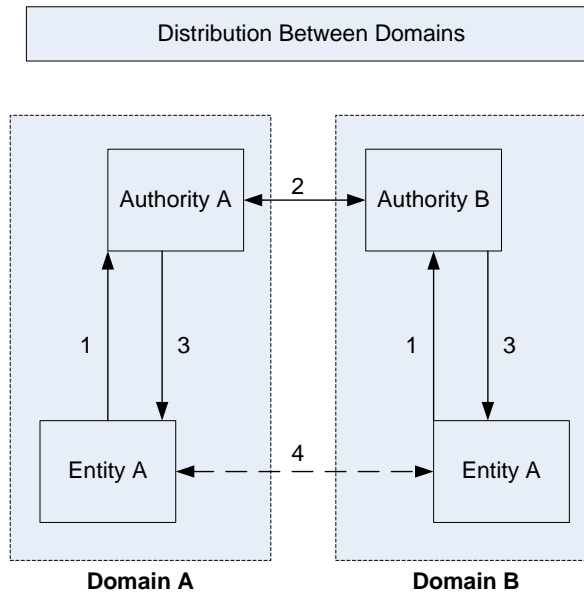 Distribution Between Domains
Authority A
2
Authority B
1
3
1
3
Entity A
4
Entity A
Domain A
Domain B